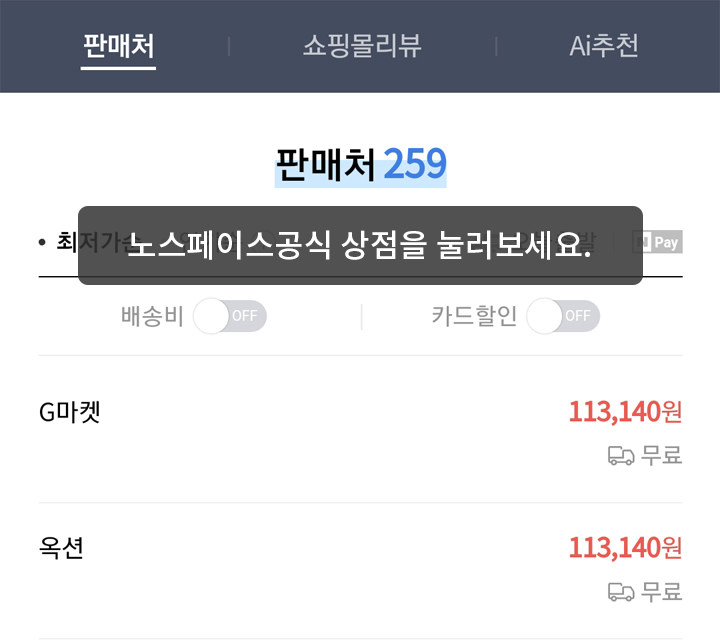 판매처
쇼핑몰리뷰
Ai추천
판매처 259
노스페이스공식 상점을 눌러보세요.
• 최저가순
N Pay
배송비 OFF
카드할인 OFF
G마켓 113,140원
무료
옥션 113,140원
무료